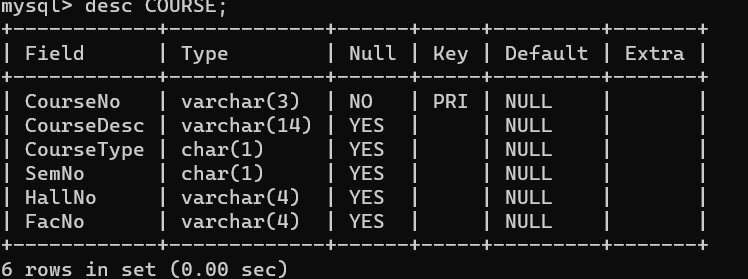 mysql> desc COURSE;
+------------+-------------+------+-----+---------+-------+
| Field      | Type        | Null | Key | Default | Extra |
+------------+-------------+------+-----+---------+-------+
| CourseNo   | varchar(3)  | NO   | PRI | NULL    |       |
| CourseDesc | varchar(14) | YES  |     | NULL    |       |
| CourseType | char(1)     | YES  |     | NULL    |       |
| SemNo      | char(1)     | YES  |     | NULL    |       |
| HallNo     | varchar(4)  | YES  |     | NULL    |       |
| FacNo      | varchar(4)  | YES  |     | NULL    |       |
+------------+-------------+------+-----+---------+-------+
6 rows in set (0.00 sec)